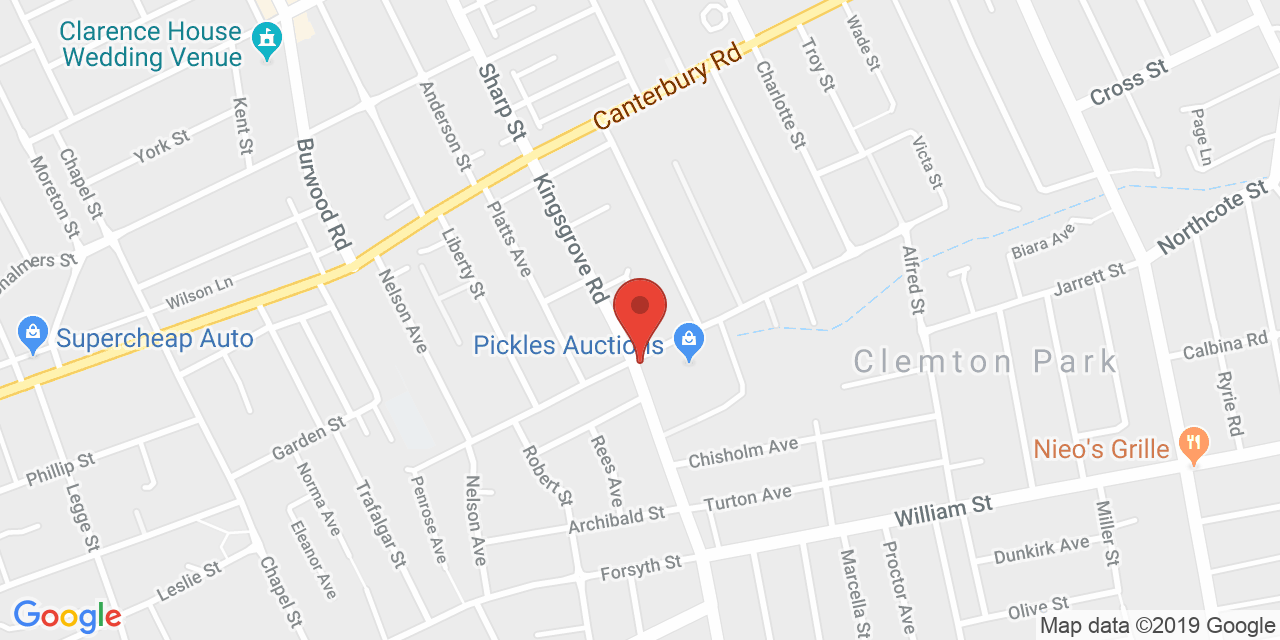 Clarence House
Wedding Venue
Canterbury Rd
Wade St
Troy St
Charlotte St
Cross St
Sharp St
Anderson St
Kent St
York St
Chapel St
Moreton St
Burwood Rd
Page Ln
Victa St
Kingsgrove Rd
Platts Ave
Liberty St
Northcote St
Biara Ave
Alfred St
Jarrett St
halmers St
Wilson Ln
Nelson Ave
Supercheap Auto
Pickles Auctions
Clemton Park
Calbina Rd
Ryrie Rd
Garden St
Phillip St
Chisholm Ave
Nieo's Grille
Legge St
Norma Ave
Trafalgar St
Penrose Ave
Nelson Ave
Robert St
Rees Ave
Turton Ave
Archibald St
William St
Miller St
Eleanor Ave
Leslie St
Chapel St
Forsyth St
Marcella St
Proctor Ave
Dunkirk Ave
Olive St
Google
Map data ©2019 Google